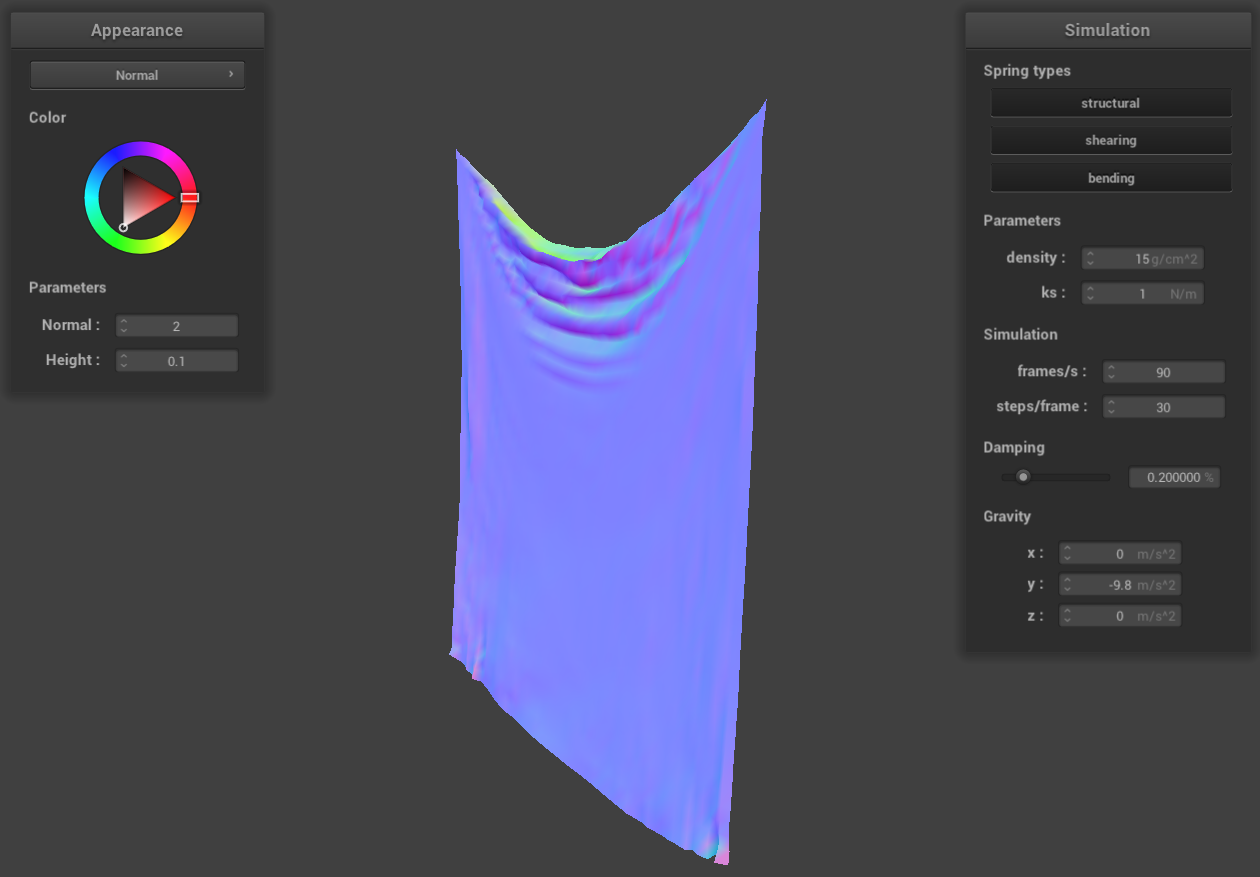 Appearance
Normal
Color
Parameters
Normal : 2
Height : 0.1
Simulation
Spring types
structural
shearing
bending
Parameters
density : 15 g/cm^2
ks : 1 N/m
Simulation
frames/s : 90
steps/frame : 30
Damping
0.200000 %
Gravity
x : 0 m/s^2
y : -9.8 m/s^2
z : 0 m/s^2